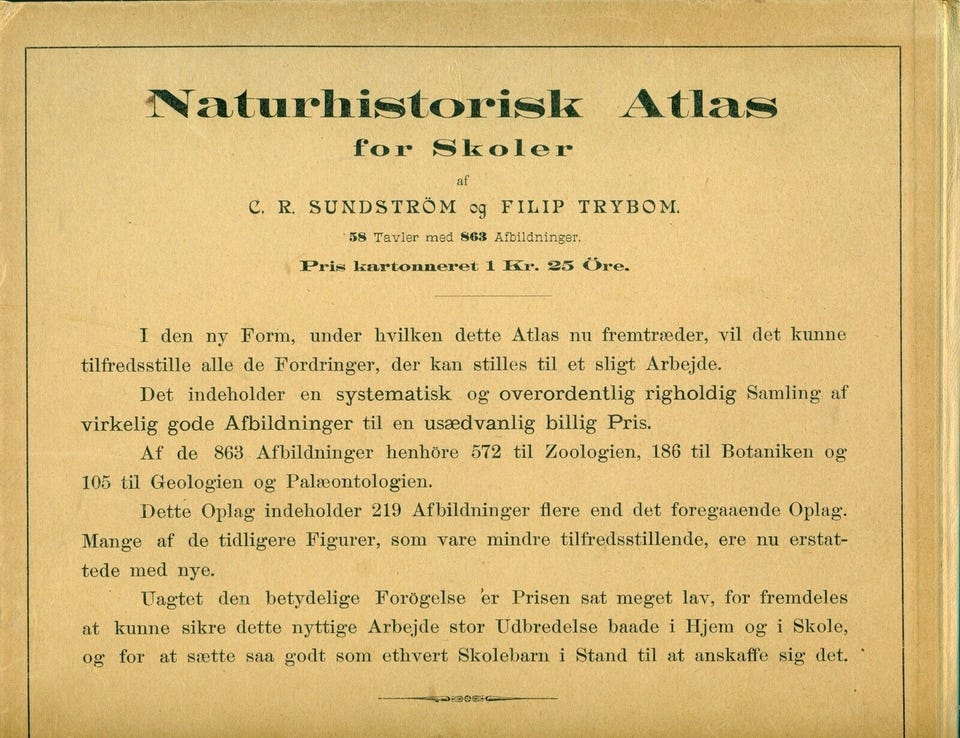 Naturhistorisk Atlas
for Skoler
af
C. R. SUNDSTRÖM og FILIP TRYBOM.
58 Tavler med 863 Afbildninger.
Pris kartonneret 1 Kr. 25 Öre.
I den ny Form, under hvilken dette Atlas nu fremtræder, vil det kunne
tilfredsstille alle de Fordringer, der kan stilles til et sligt Arbejde.
Det indeholder en systematisk og overordentlig righoldig Samling af
virkelig gode Afbildninger til en usædvanlig billig Pris.
Af de 863 Afbildninger henhöre 572 til Zoologien, 186 til Botaniken og
105 til Geologien og Palæontologien.
Dette Oplag indeholder 219 Afbildninger flere end det foregaaende Oplag.
Mange af de tidligere Figurer, som vare mindre tilfredsstillende, ere nu erstat-
tede med nye.
Uagtet den betydelige Forögelse er Prisen sat meget lav, for fremdeles
at kunne sikre dette nyttige Arbejde stor Udbredelse baade i Hjem og i Skole,
og for at sætte saa godt som ethvert Skolebarn i Stand til at anskaffe sig det.